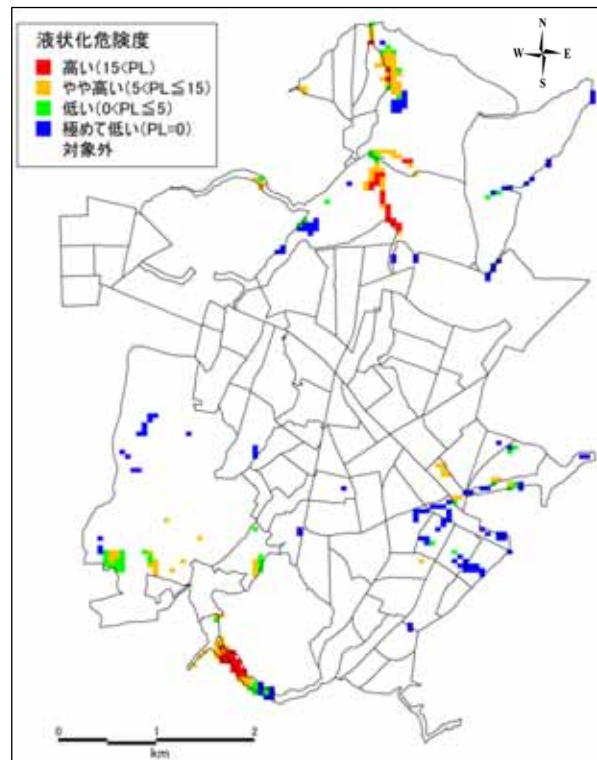 液状化危険度
高い(15<PL)
やや高い(5<PL≦15)
低い(0<PL≦5)
極めて低い(PL=0)
対象外
N
W E
S
0 1 2
km